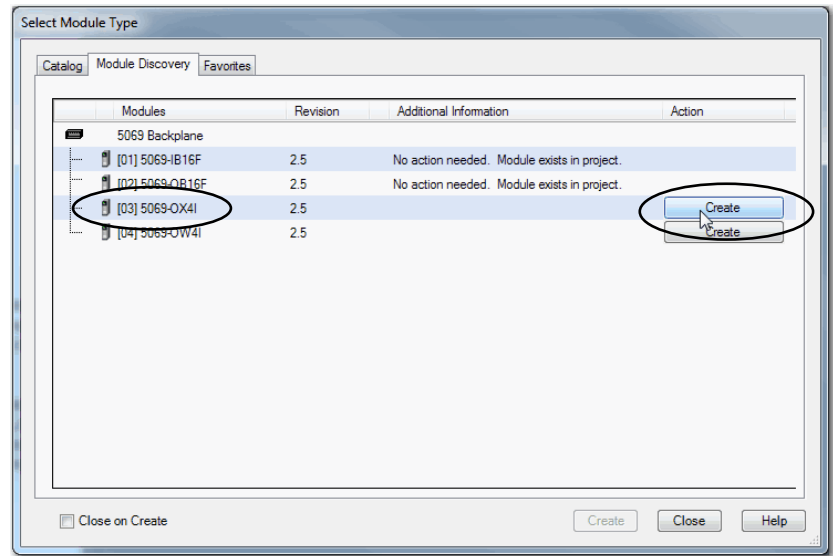 Select Module Type
Catalog Module Discovery Favorites
Modules Revision Additional Information Action
5069 Backplane
[01] 5069-IB16F 2.5 No action needed. Module exists in project.
[02] 5069-OB16F 2.5 No action needed. Module exists in project.
[03] 5069-OX4I 2.5 Create
[04] 5069-OW4I 2.5 Create
Close on Create Create Close Help